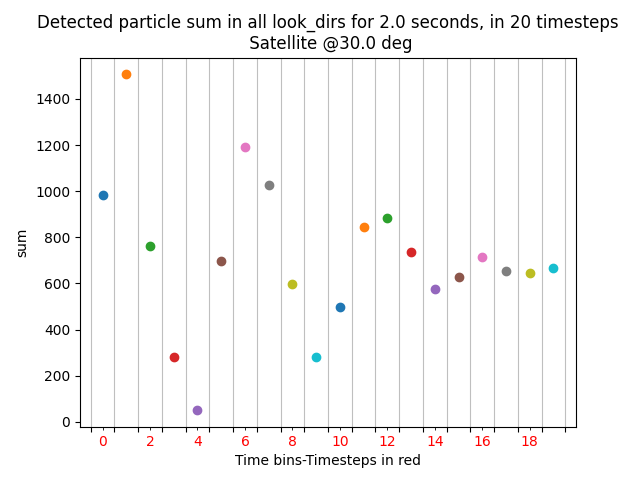 Detected particle sum in all look_dirs for 2.0 seconds, in 20 timesteps
Satellite @30.0 deg
1400
1200
1000
800
600
400
200
0
sum
0 2 4 6 8 10 12 14 16 18
Time bins-Timesteps in red